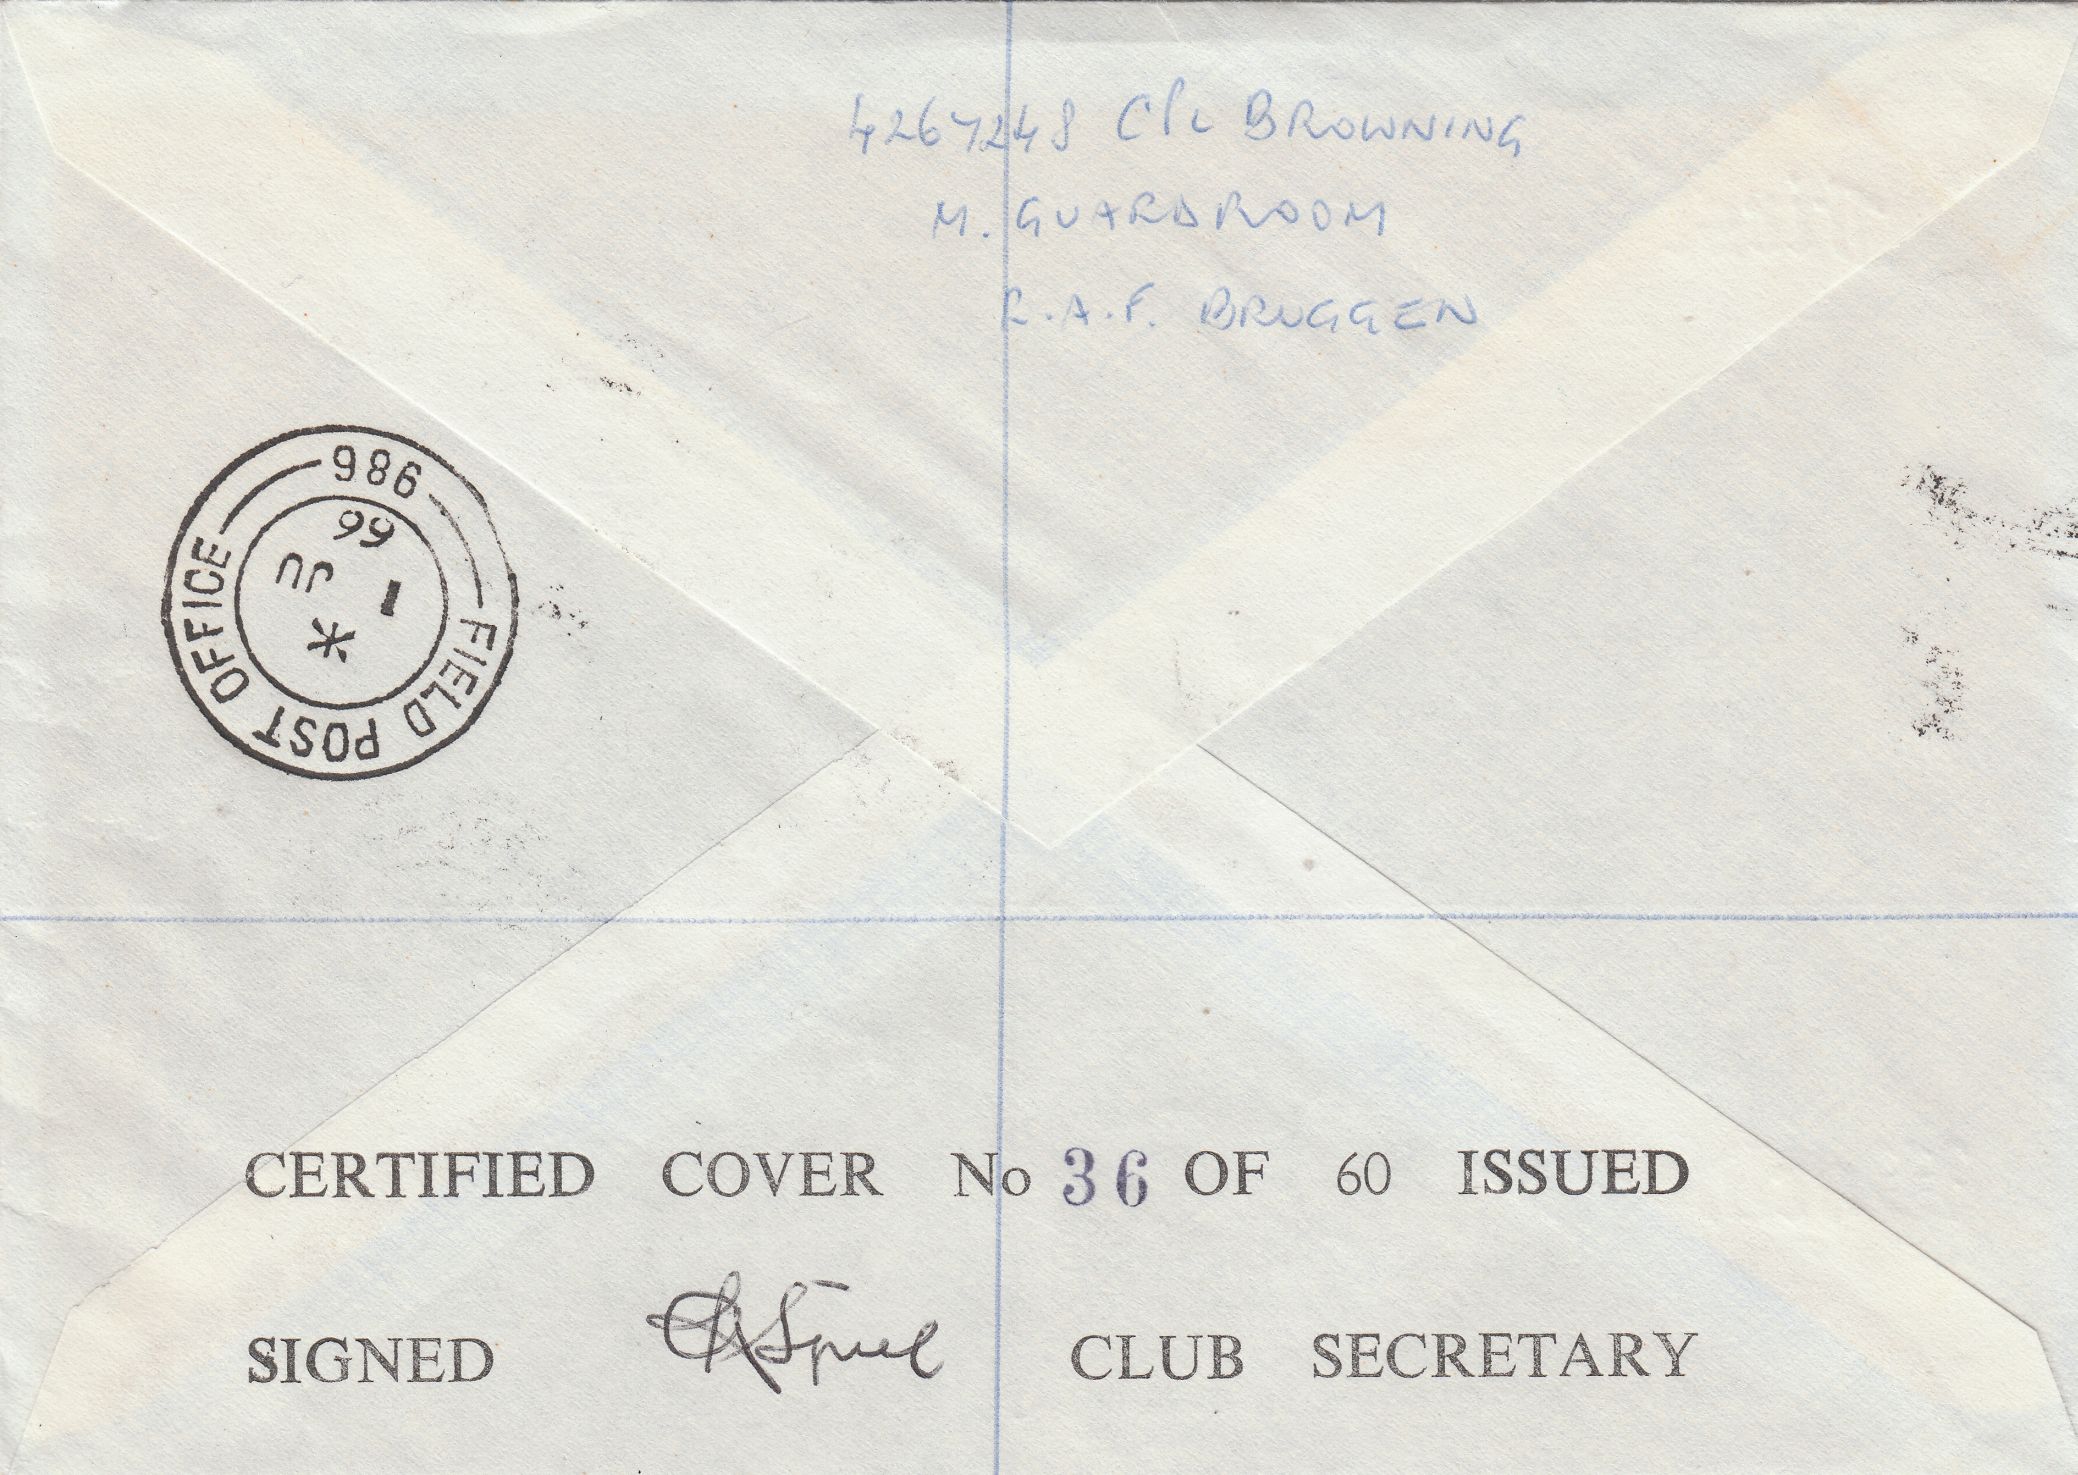 4267248 CPL BROWNING
M. GUARDROOM
R.A.F. BRUGGEN
FIELD POST OFFICE
986
1 JU
66
CERTIFIED COVER No 36 OF 60 ISSUED
SIGNED CLUB SECRETARY